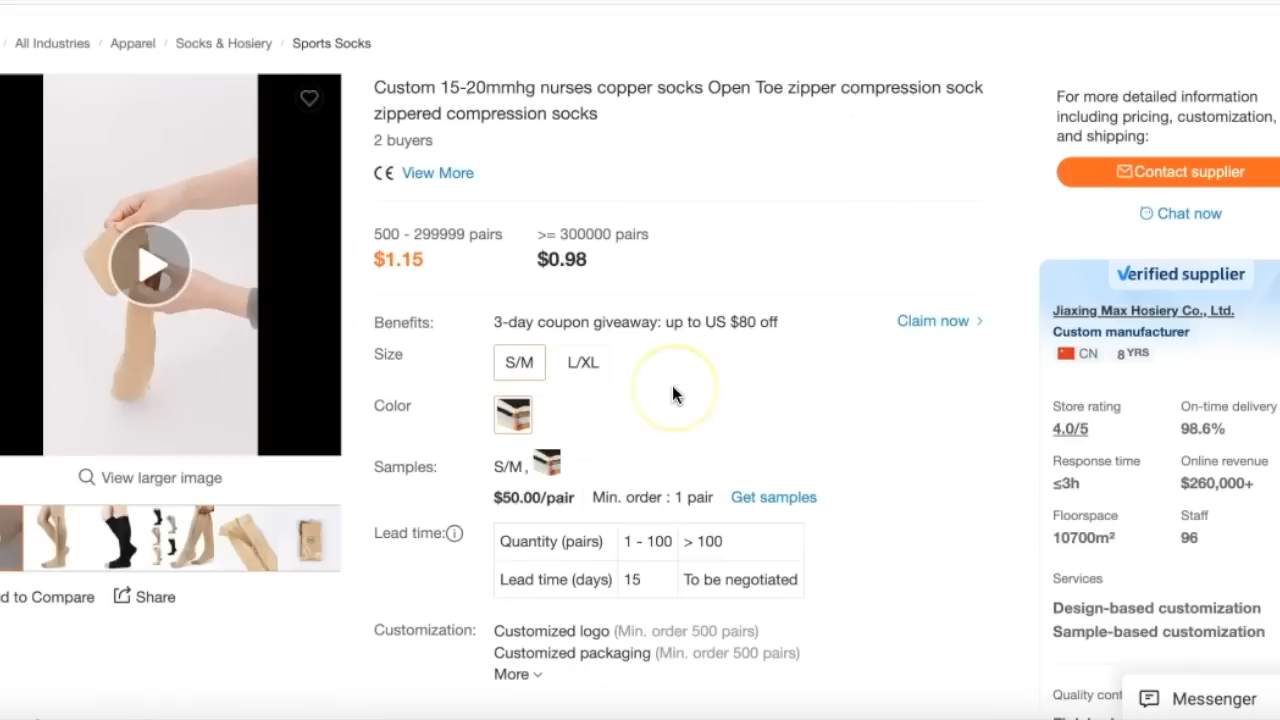 / All Industries / Apparel / Socks & Hosiery / Sports Socks
Custom 15-20mmhg nurses copper socks Open Toe zipper compression sock
zippered compression socks
2 buyers
CE View More
500 - 299999 pairs
$1.15
>= 300000 pairs
$0.98
Benefits: 3-day coupon giveaway: up to US $80 off Claim now >
Size S/M L/XL
Color
Samples: S/M ,
$50.00/pair Min. order : 1 pair Get samples
Lead time:
Quantity (pairs) 1 - 100 > 100
Lead time (days) 15 To be negotiated
Customization: Customized logo (Min. order 500 pairs)
Customized packaging (Min. order 500 pairs)
More
View larger image
d to Compare Share
For more detailed information
including pricing, customization,
and shipping:
Contact supplier
Chat now
Verified supplier
Jiaxing Max Hosiery Co., Ltd.
Custom manufacturer
CN 8 YRS
Store rating On-time delivery
4.0/5 98.6%
Response time Online revenue
≤3h $260,000+
Floorspace Staff
10700m² 96
Services
Design-based customization
Sample-based customization
Quality cont
Messenger